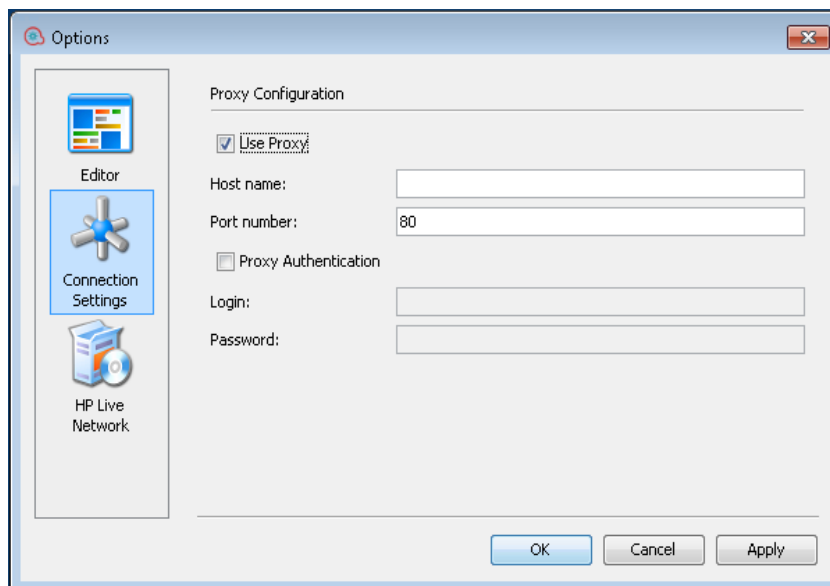 Options
Editor
Connection
Settings
HP Live
Network
Proxy Configuration
Use Proxy
Host name:
Port number: 80
Proxy Authentication
Login:
Password:
OK Cancel Apply